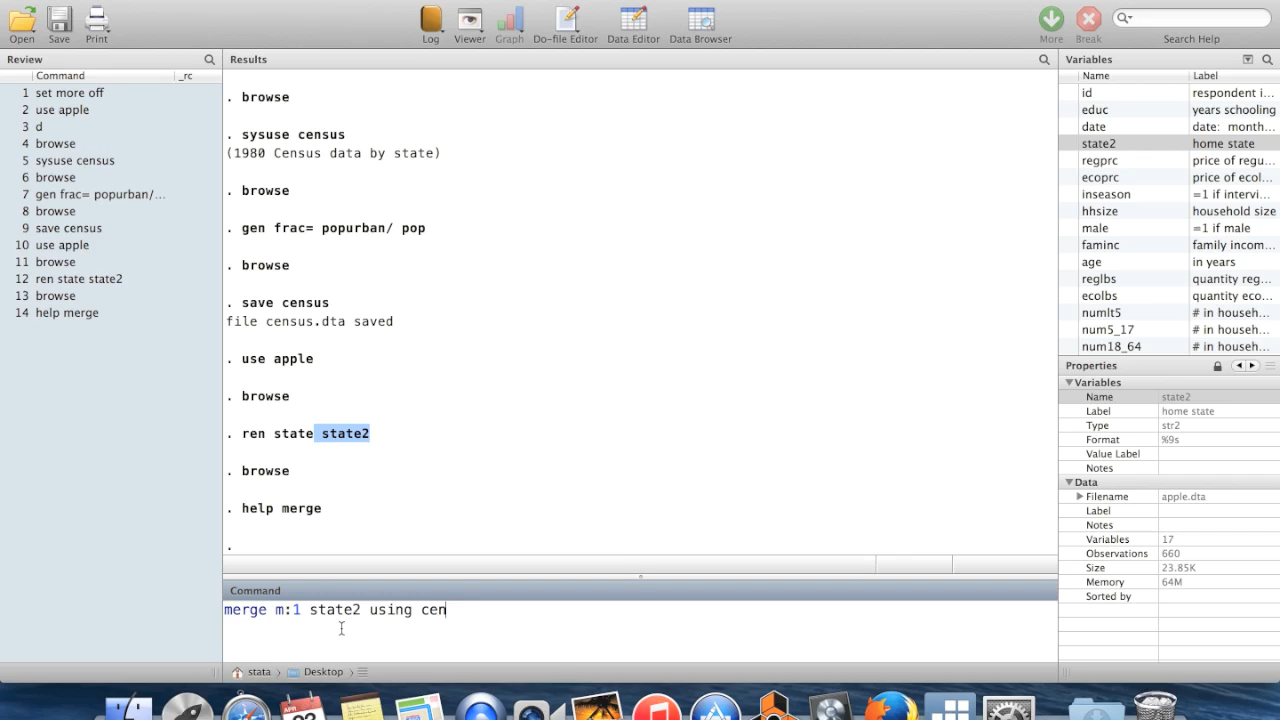 Open Save Print Log Viewer Graph Do-file Editor Data Editor Data Browser More Break Search Help
Review
Command _rc
1 set more off
2 use apple
3 d
4 browse
5 sysuse census
6 browse
7 gen frac= popurban/...
8 browse
9 save census
10 use apple
11 browse
12 ren state state2
13 browse
14 help merge
Results
. browse
. sysuse census
(1980 Census data by state)
. browse
. gen frac= popurban/ pop
. browse
. save census
file census.dta saved
. use apple
. browse
. ren state state2
. browse
. help merge
.
Command
merge m:1 state2 using cen
stata Desktop
Variables
Name Label
id respondent i...
educ years schooling
date date: month...
state2 home state
regprc price of regu...
ecoprc price of ecol...
inseason =1 if intervi...
hhsize household size
male =1 if male
faminc family incom...
age in years
reglbs quantity reg...
ecolbs quantity eco...
numlt5 # in househ...
num5_17 # in househ...
num18_64 # in househ...
Properties
Variables
Name state2
Label home state
Type str2
Format %9s
Value Label
Notes
Data
Filename apple.dta
Label
Notes
Variables 17
Observations 660
Size 23.85K
Memory 64M
Sorted by
APR